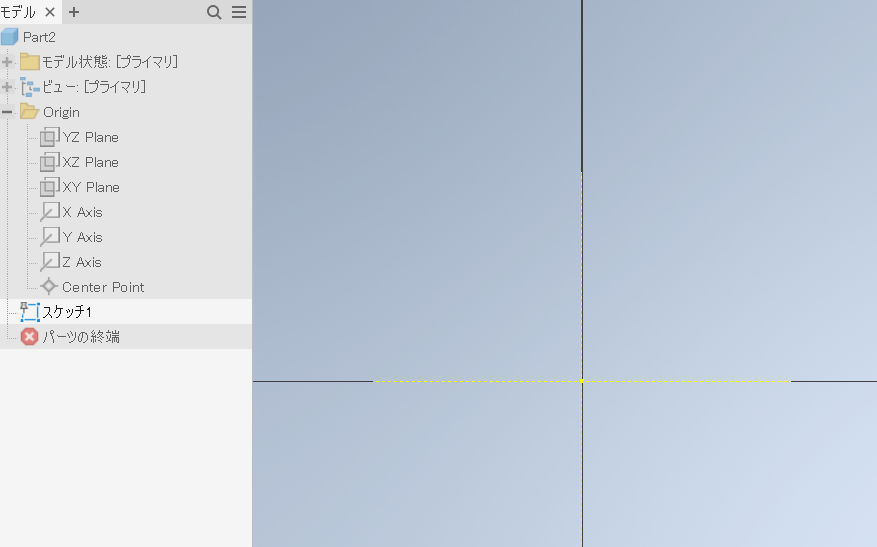 モデル
Part2
モデル状態: [プライマリ]
ビュー: [プライマリ]
Origin
YZ Plane
XZ Plane
XY Plane
X Axis
Y Axis
Z Axis
Center Point
スケッチ1
パーツの終端